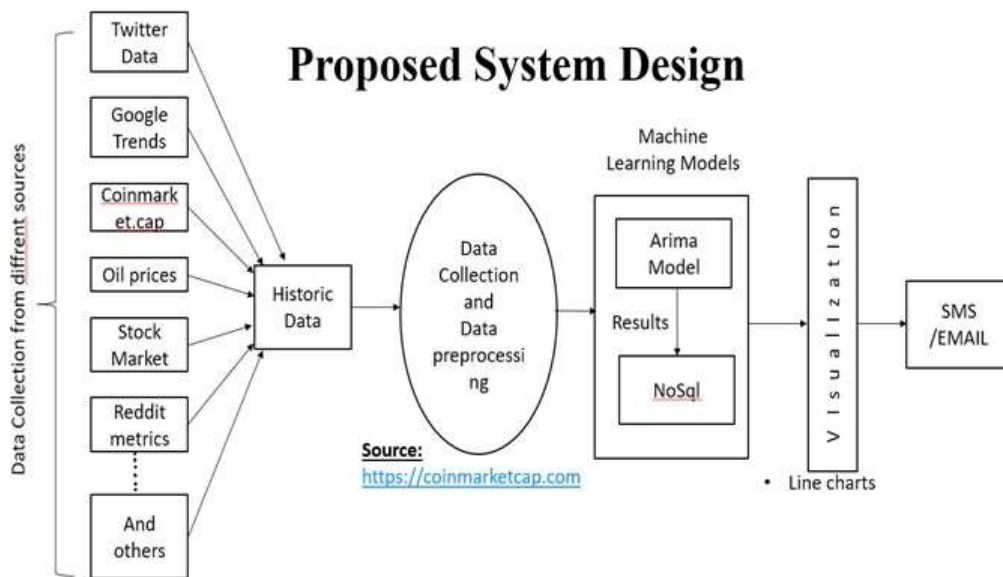 Proposed System Design
Data Collection from diffrent sources
Twitter
Data
Google
Trends
Coinmark
et.cap
Oil prices
Stock
Market
Reddit
metrics
And
others
Historic
Data
Data
Collection
and
Data
preprocessi
ng
Source:
https://coinmarketcap.com
Machine
Learning Models
Arima
Model
Results
NoSql
VIsualization
• Line charts
SMS
/EMAIL